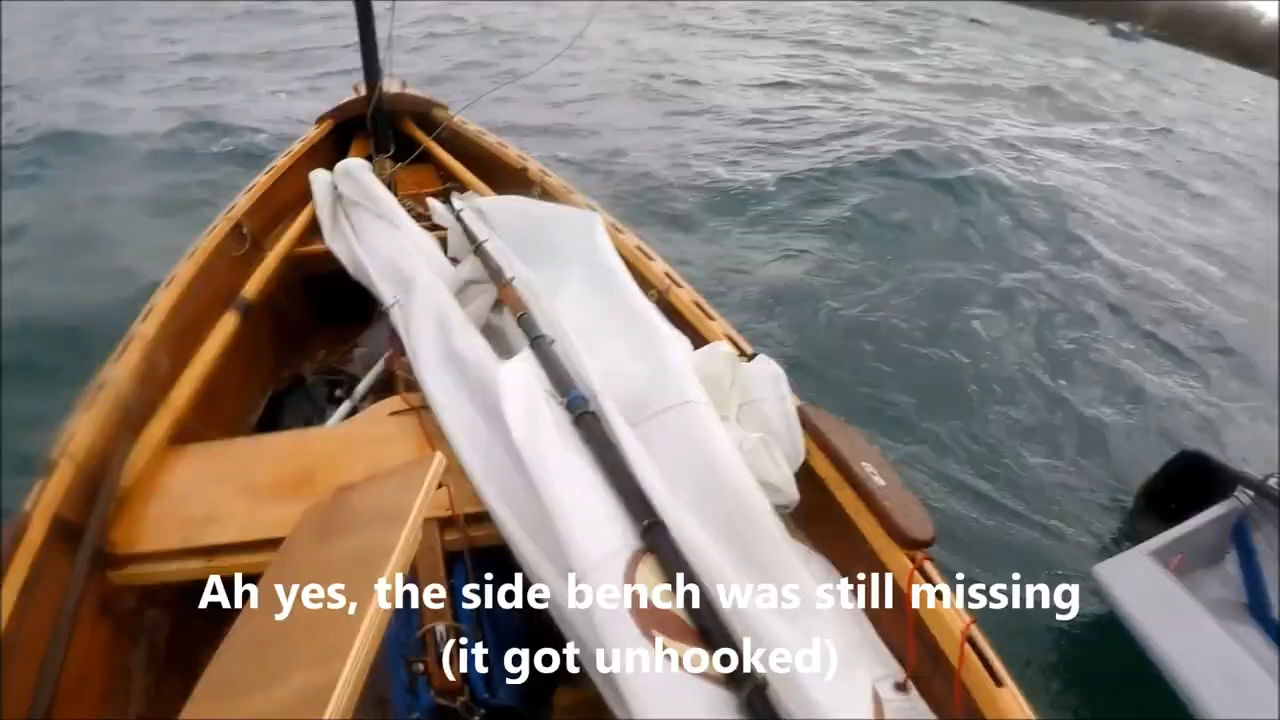 Ah yes, the side bench was still missing
(it got unhooked)